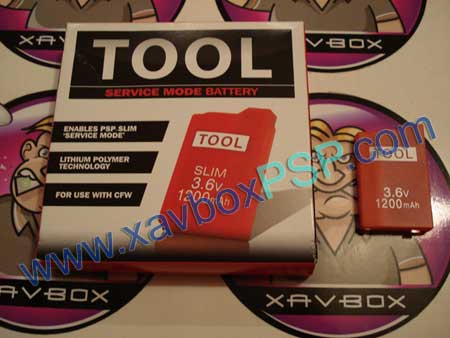 XAVBOX
TOOL
SERVICE MODE BATTERY
ENABLES PSP SLIM
"SERVICE MODE"
LITHIUM POLYMER
TECHNOLOGY
FOR USE WITH CFW
TOOL
SLIM
3.6v
1200mAh
TOOL
3.6v
1200mAh
www.xavboxPSP.com
XAVBOX
XAVBOX